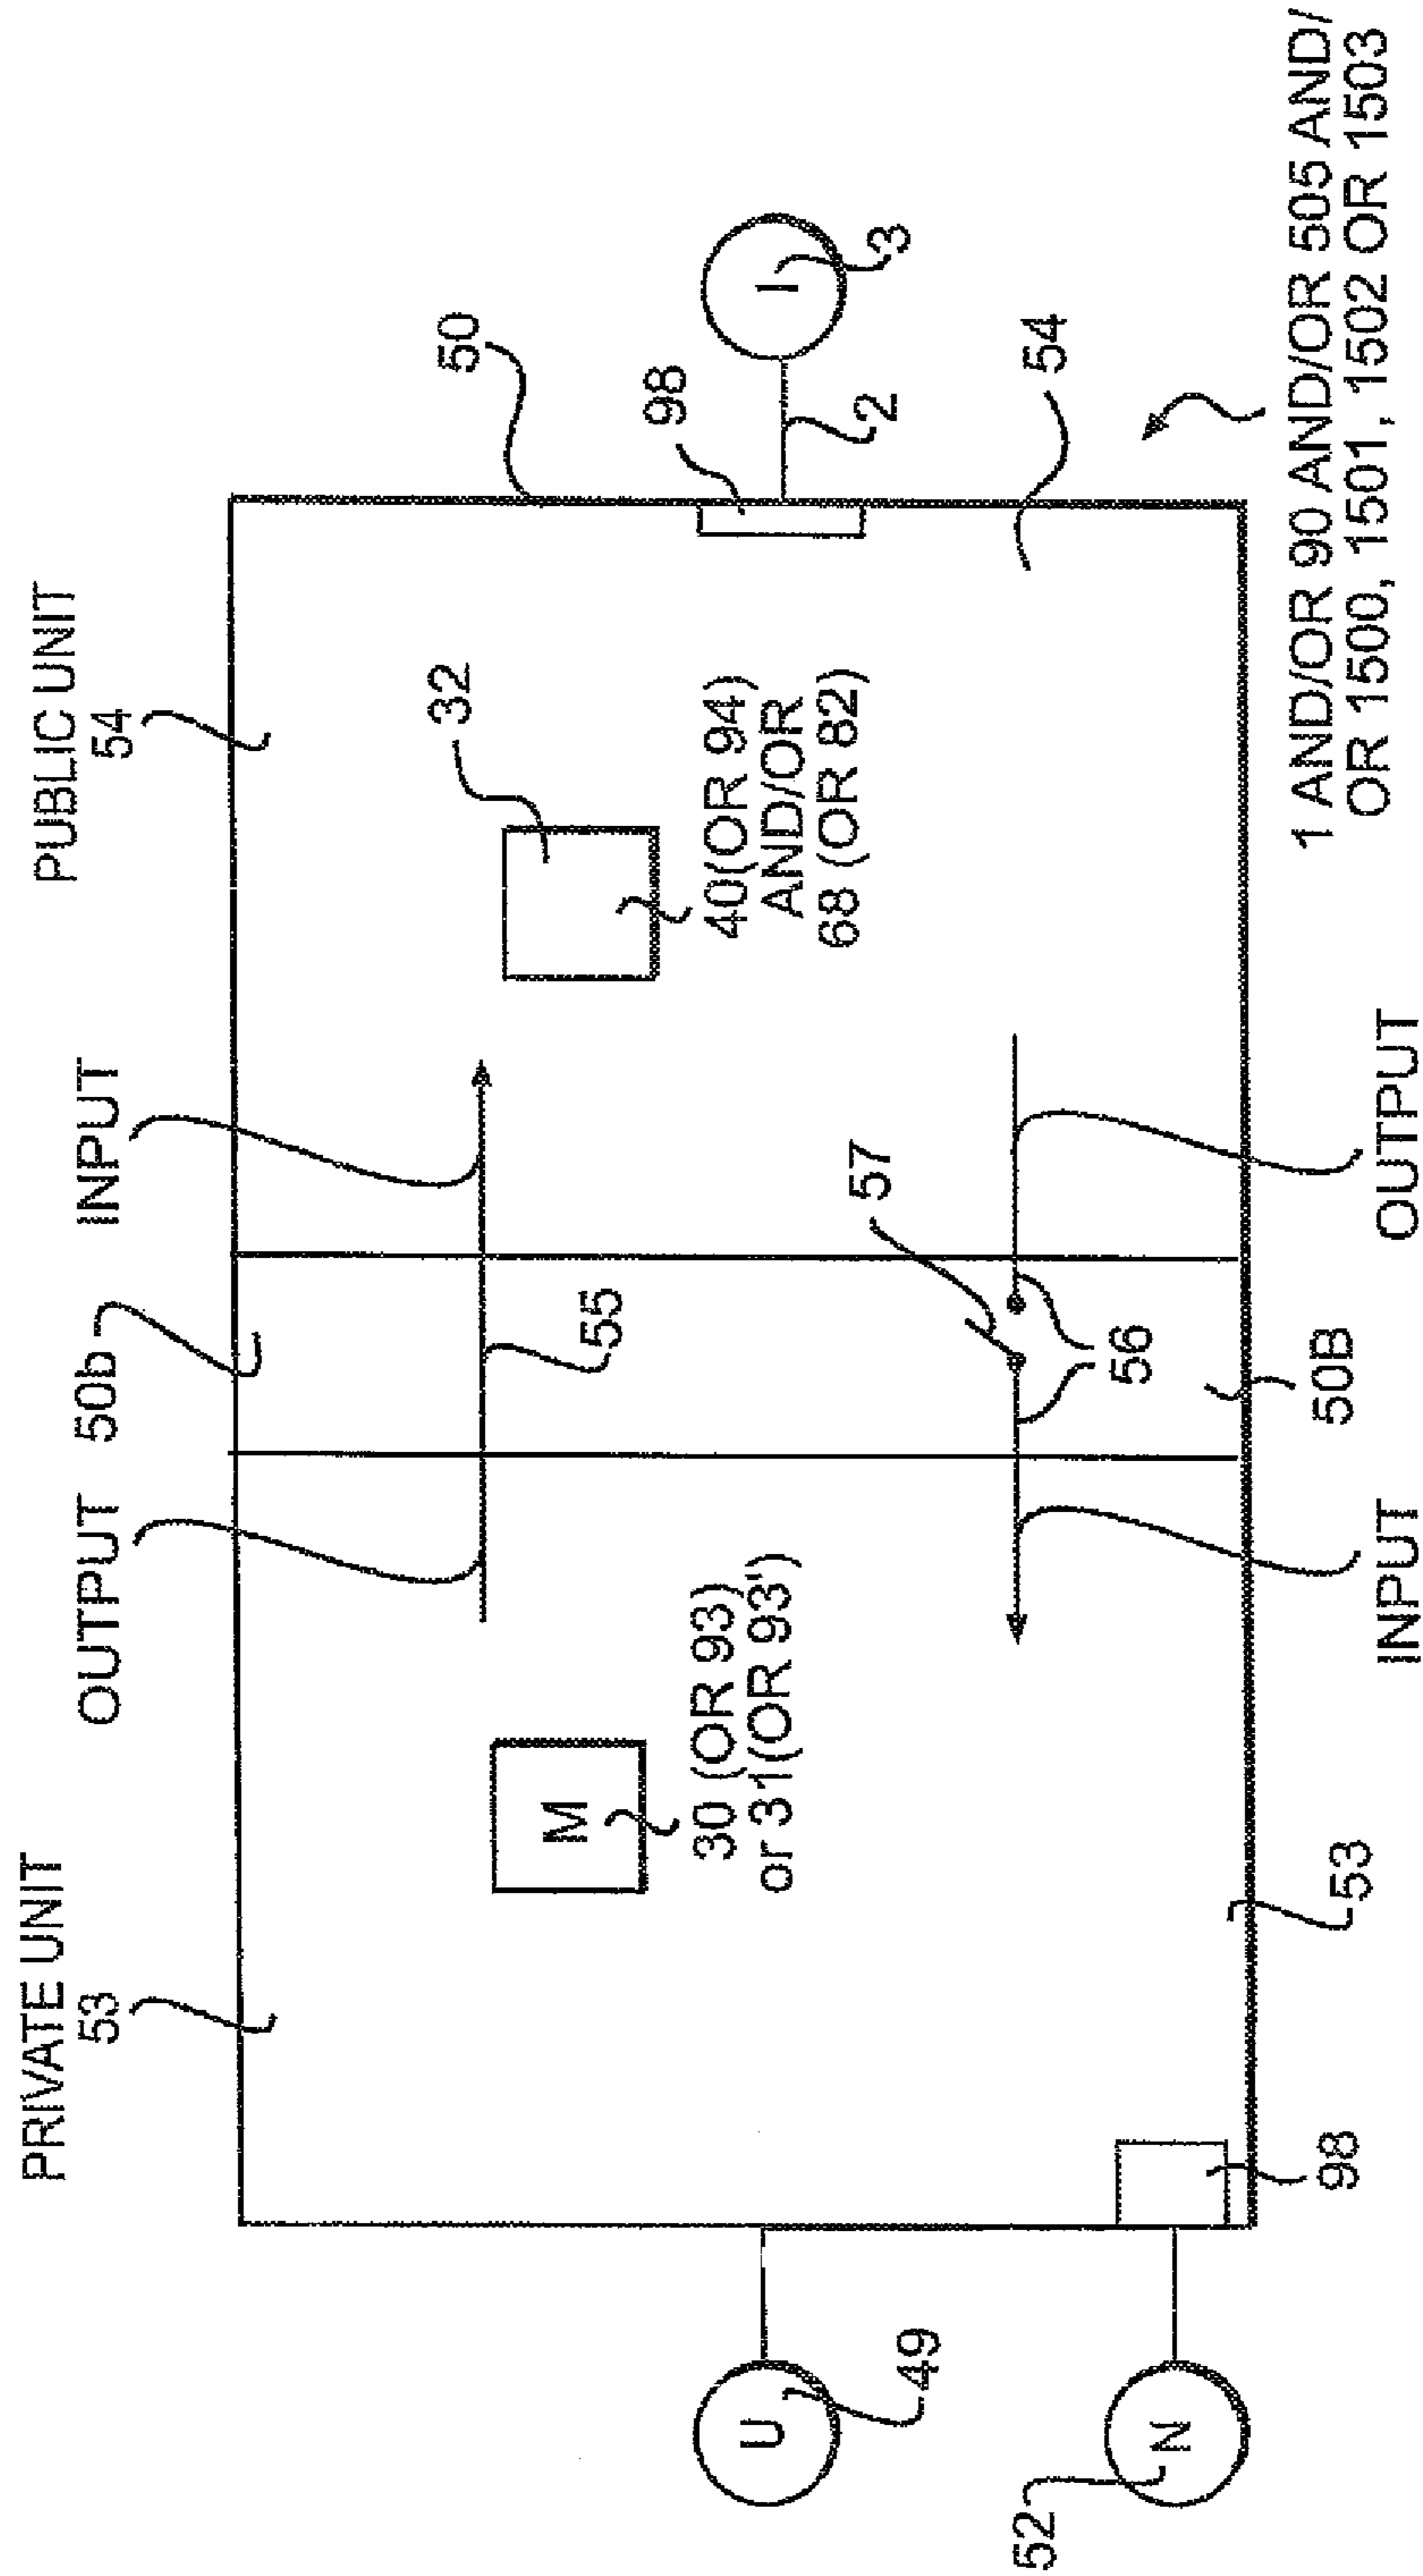 PRIVATE UNIT
53
PUBLIC UNIT
54
OUTPUT
50b
INPUT
50
32
M
30 (OR 93)
or 31(OR 93')
55
40(OR 94)
AND/OR
68 (OR 82)
98
I
3
2
U
49
57
56
54
N
52
98
53
INPUT
50B
OUTPUT
1 AND/OR 90 AND/OR 505 AND/
OR 1500, 1501, 1502 OR 1503